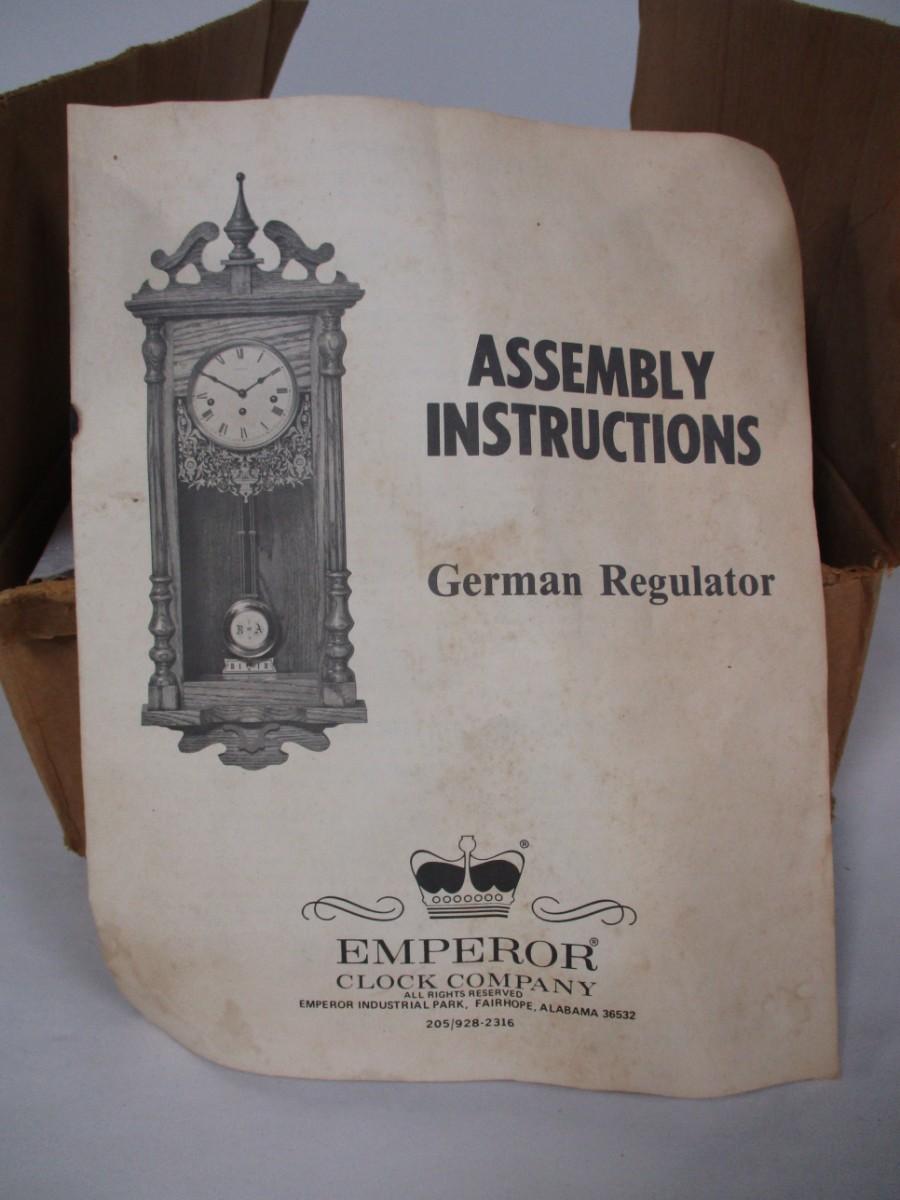 ASSEMBLY
INSTRUCTIONS
German Regulator
R A
®
EMPEROR®
CLOCK COMPANY
ALL RIGHTS RESERVED
EMPEROR INDUSTRIAL PARK, FAIRHOPE, ALABAMA 36532
205/928-2316